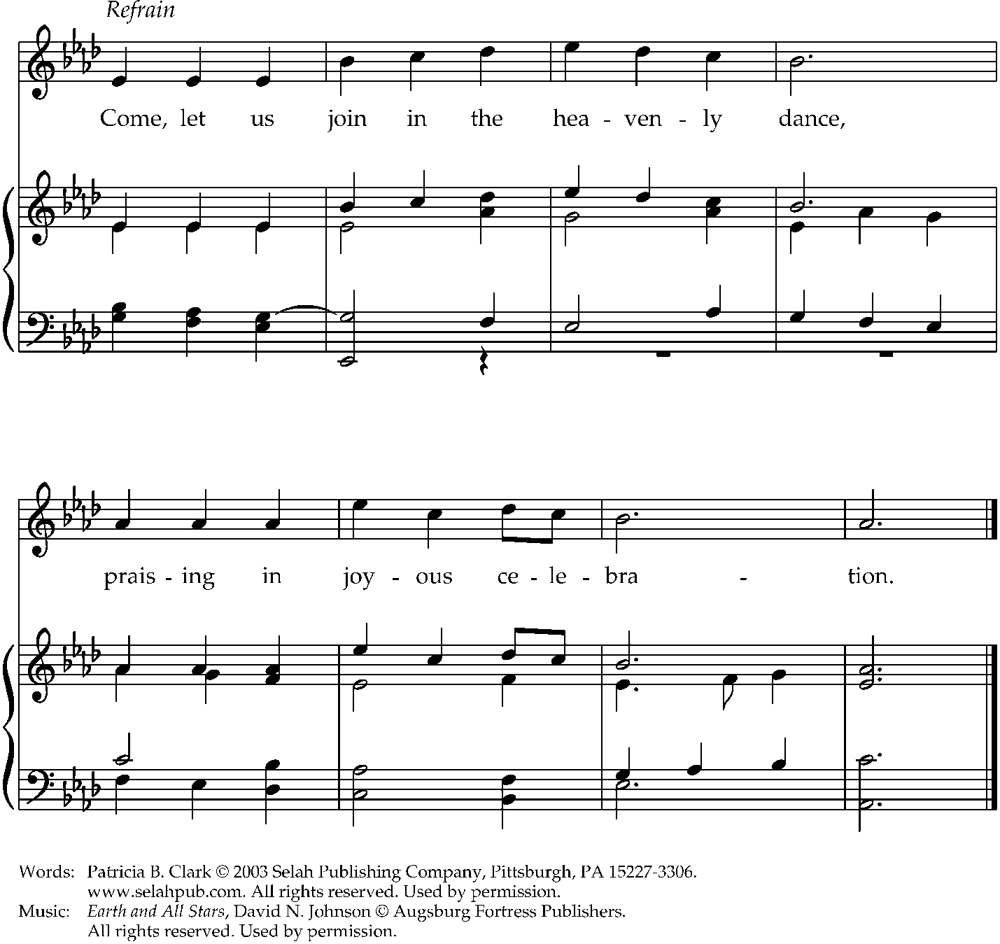 Refrain
Come, let us join in the hea - ven - ly dance,
prais - ing in joy - ous ce - le - bra - tion.
Words: Patricia B. Clark © 2003 Selah Publishing Company, Pittsburgh, PA 15227-3306.
www.selahpub.com. All rights reserved. Used by permission.
Music: Earth and All Stars, David N. Johnson © Augsburg Fortress Publishers.
All rights reserved. Used by permission.